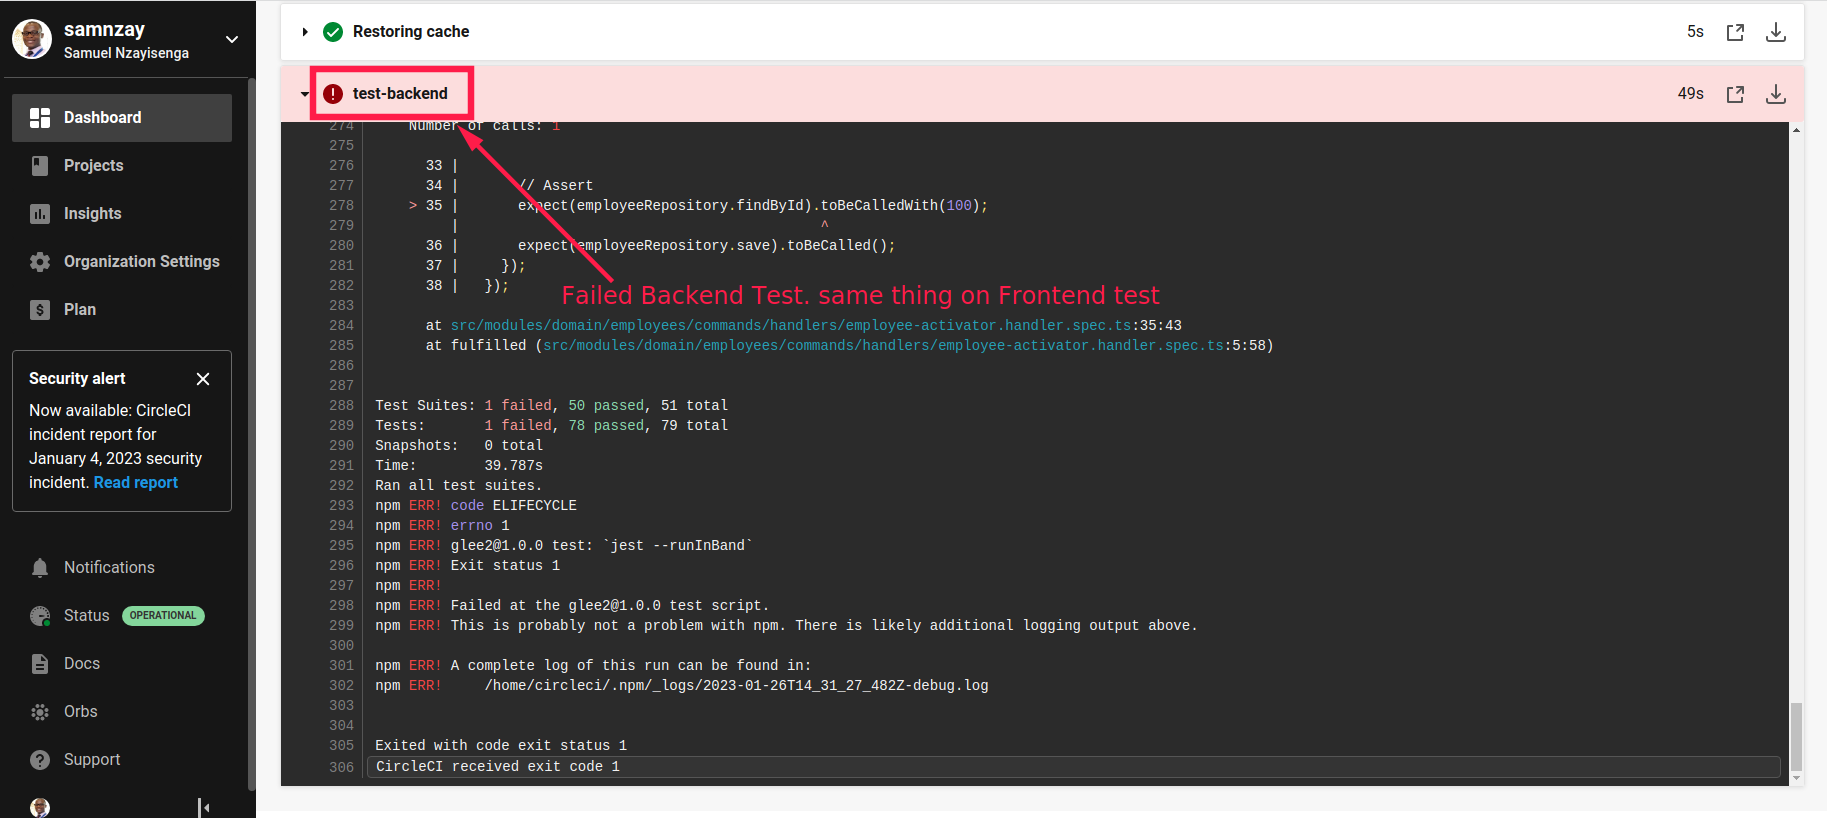 samnzay
Samuel Nzayisenga
Dashboard
Projects
Insights
Organization Settings
Plan
Security alert
Now available: CircleCI
incident report for
January 4, 2023 security
incident. Read report
Notifications
Status OPERATIONAL
Docs
Orbs
Support
Restoring cache 5s
test-backend 49s
274 Number of calls: 1
275
276 33 |
277 34 | // Assert
278 > 35 | expect(employeeRepository.findById).toBeCalledWith(100);
279 | ^
280 36 | expect(employeeRepository.save).toBeCalled();
281 37 | });
282 38 | });
Failed Backend Test. same thing on Frontend test
283
284 at src/modules/domain/employees/commands/handlers/employee-activator.handler.spec.ts:35:43
285 at fulfilled (src/modules/domain/employees/commands/handlers/employee-activator.handler.spec.ts:5:58)
286
287
288 Test Suites: 1 failed, 50 passed, 51 total
289 Tests: 1 failed, 78 passed, 79 total
290 Snapshots: 0 total
291 Time: 39.787s
292 Ran all test suites.
293 npm ERR! code ELIFECYCLE
294 npm ERR! errno 1
295 npm ERR! glee2@1.0.0 test: `jest --runInBand`
296 npm ERR! Exit status 1
297 npm ERR!
298 npm ERR! Failed at the glee2@1.0.0 test script.
299 npm ERR! This is probably not a problem with npm. There is likely additional logging output above.
300
301 npm ERR! A complete log of this run can be found in:
302 npm ERR! /home/circleci/.npm/_logs/2023-01-26T14_31_27_482Z-debug.log
303
304
305 Exited with code exit status 1
306 CircleCI received exit code 1